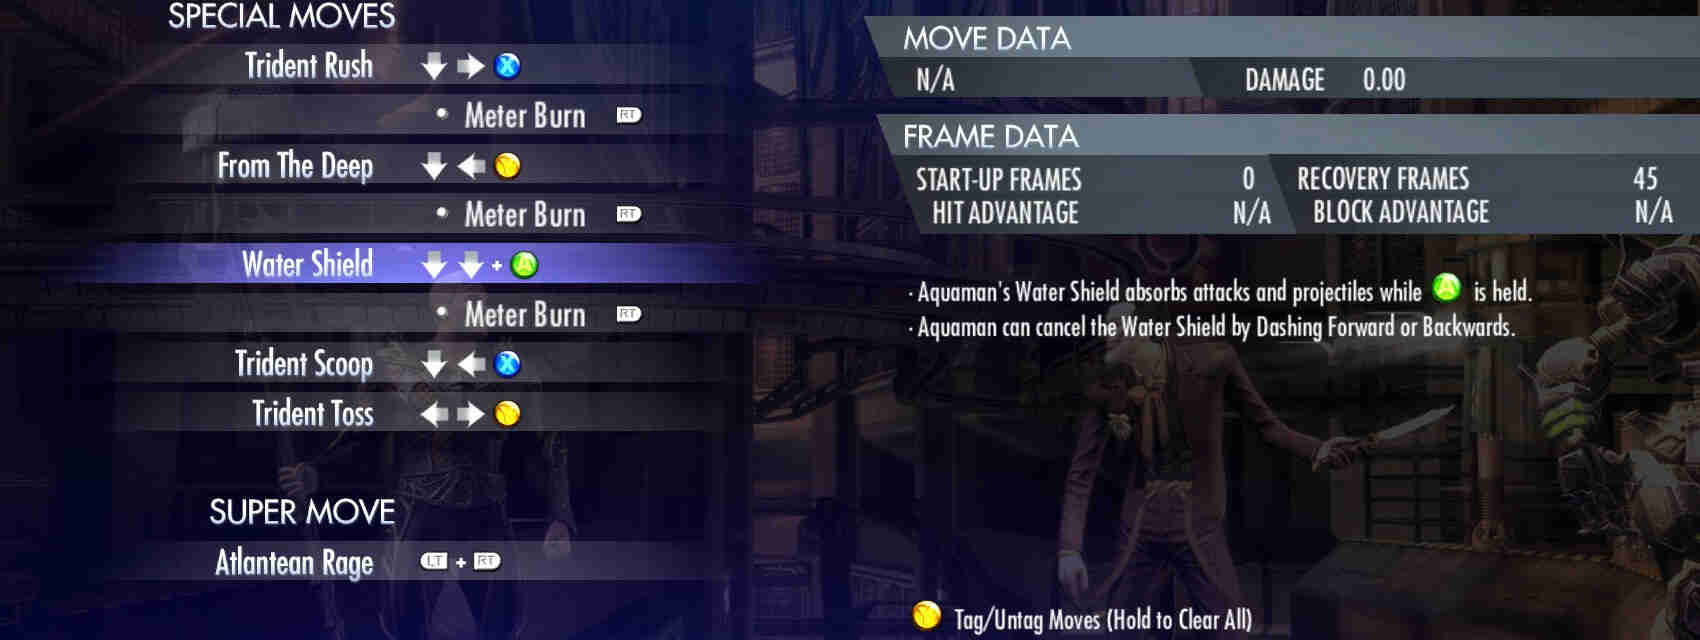 SPECIAL MOVES
Trident Rush X
• Meter Burn RT
From The Deep Y
• Meter Burn RT
Water Shield + A
• Meter Burn RT
Trident Scoop X
Trident Toss Y
SUPER MOVE
Atlantean Rage LT + RT
MOVE DATA
N/A DAMAGE 0.00
FRAME DATA
START-UP FRAMES 0 RECOVERY FRAMES 45
HIT ADVANTAGE N/A BLOCK ADVANTAGE N/A
· Aquaman's Water Shield absorbs attacks and projectiles while A is held.
· Aquaman can cancel the Water Shield by Dashing Forward or Backwards.
Y Tag/Untag Moves (Hold to Clear All)